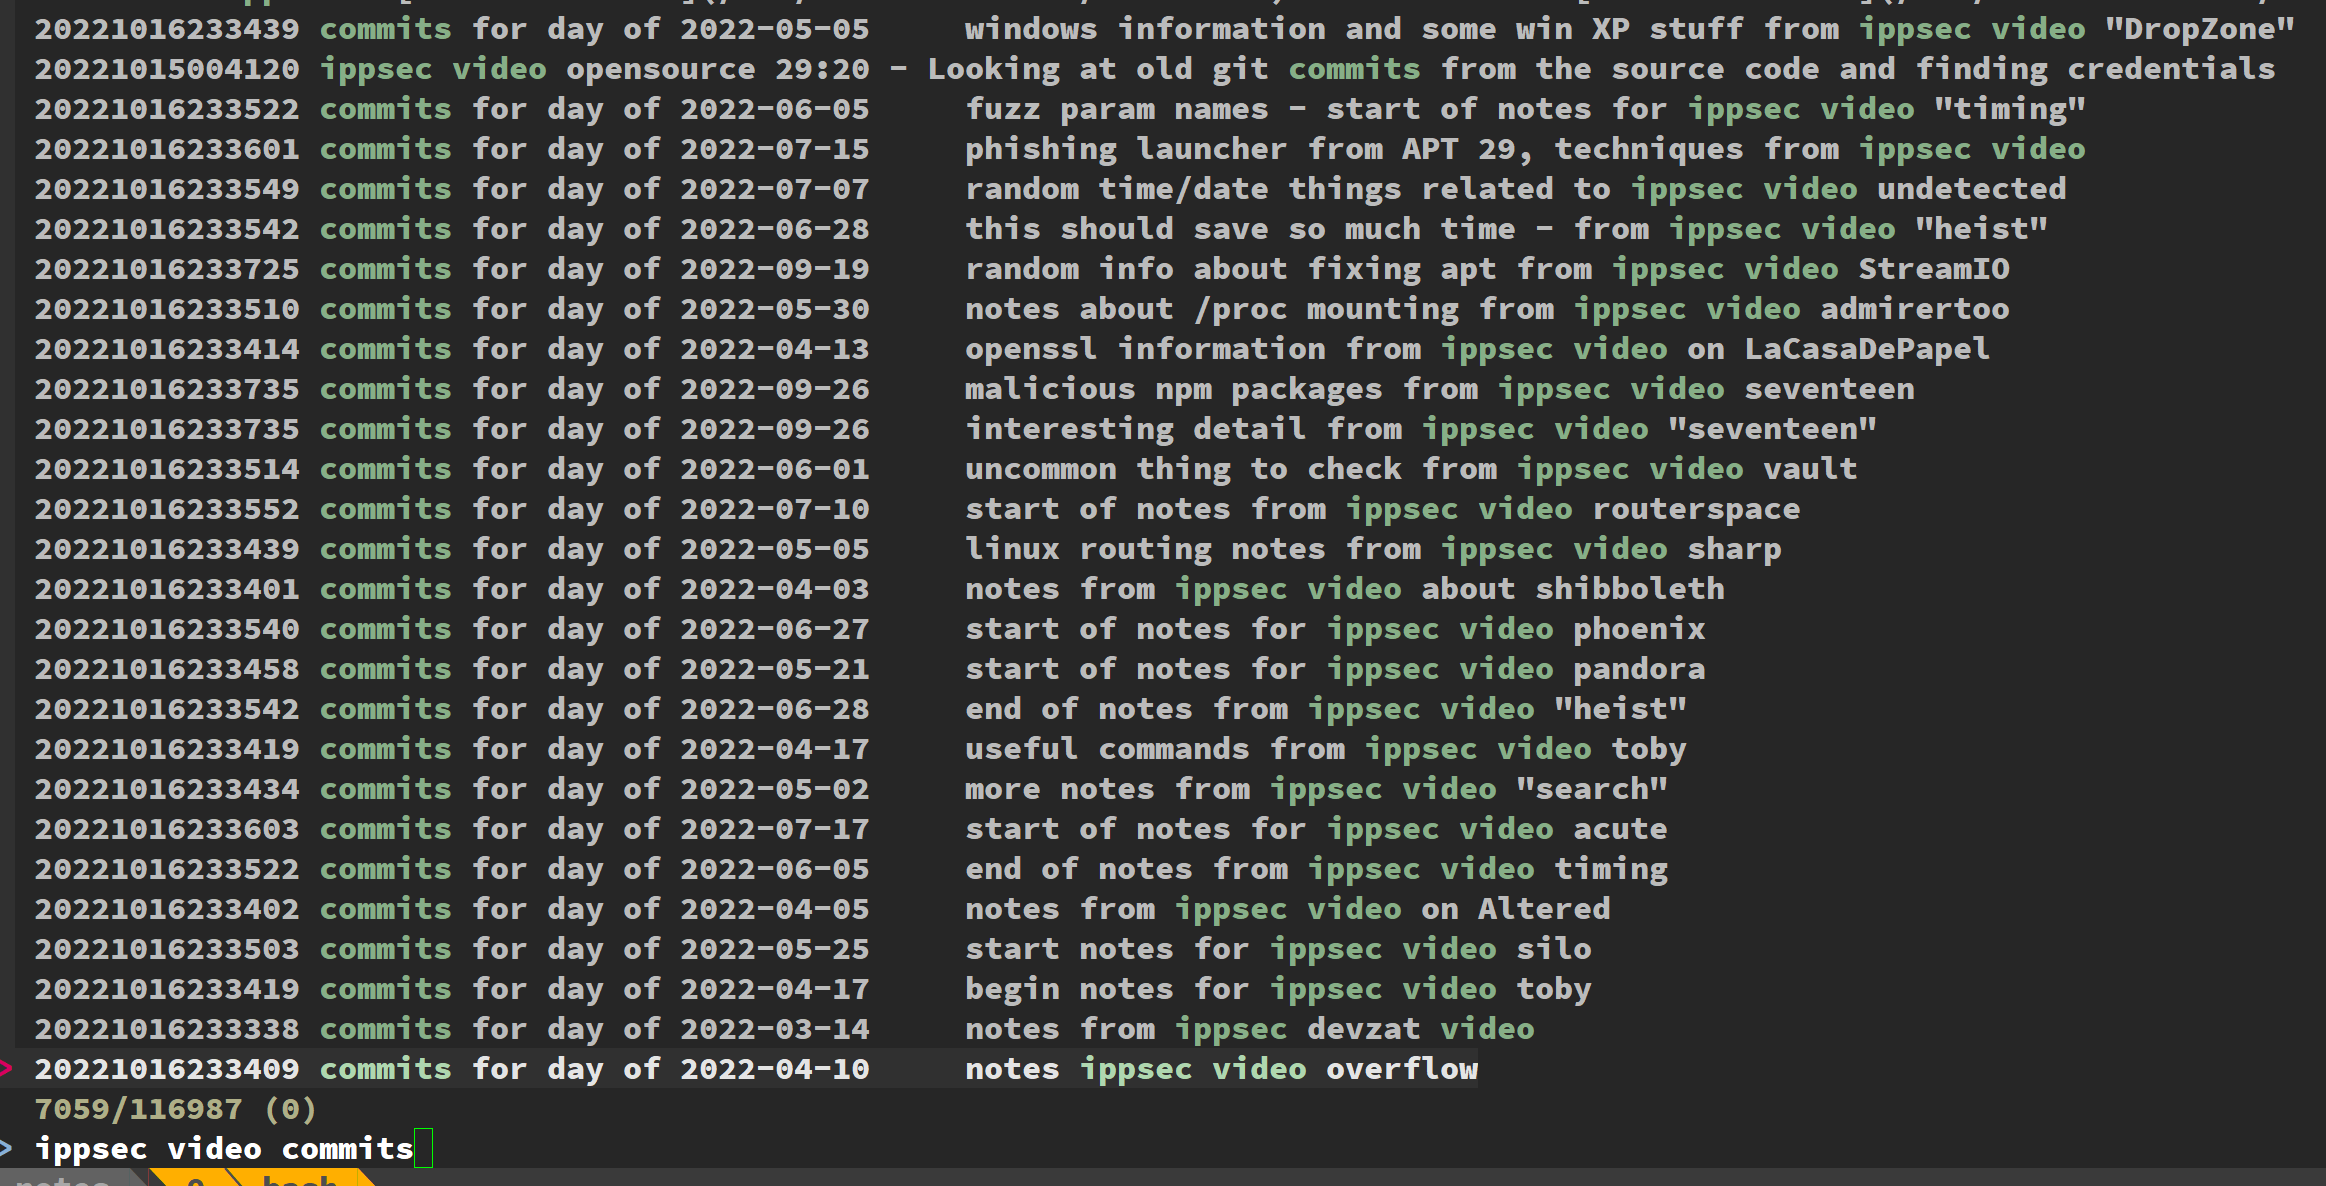 20221016233439 commits for day of 2022-05-05     windows information and some win XP stuff from ippsec video "DropZone"
20221015004120 ippsec video opensource 29:20 - Looking at old git commits from the source code and finding credentials
20221016233522 commits for day of 2022-06-05     fuzz param names - start of notes for ippsec video "timing"
20221016233601 commits for day of 2022-07-15     phishing launcher from APT 29, techniques from ippsec video
20221016233549 commits for day of 2022-07-07     random time/date things related to ippsec video undetected
20221016233542 commits for day of 2022-06-28     this should save so much time - from ippsec video "heist"
20221016233725 commits for day of 2022-09-19     random info about fixing apt from ippsec video StreamIO
20221016233510 commits for day of 2022-05-30     notes about /proc mounting from ippsec video admirertoo
20221016233414 commits for day of 2022-04-13     openssl information from ippsec video on LaCasaDePapel
20221016233735 commits for day of 2022-09-26     malicious npm packages from ippsec video seventeen
20221016233735 commits for day of 2022-09-26     interesting detail from ippsec video "seventeen"
20221016233514 commits for day of 2022-06-01     uncommon thing to check from ippsec video vault
20221016233552 commits for day of 2022-07-10     start of notes from ippsec video routerspace
20221016233439 commits for day of 2022-05-05     linux routing notes from ippsec video sharp
20221016233401 commits for day of 2022-04-03     notes from ippsec video about shibboleth
20221016233540 commits for day of 2022-06-27     start of notes for ippsec video phoenix
20221016233458 commits for day of 2022-05-21     start of notes for ippsec video pandora
20221016233542 commits for day of 2022-06-28     end of notes from ippsec video "heist"
20221016233419 commits for day of 2022-04-17     useful commands from ippsec video toby
20221016233434 commits for day of 2022-05-02     more notes from ippsec video "search"
20221016233603 commits for day of 2022-07-17     start of notes for ippsec video acute
20221016233522 commits for day of 2022-06-05     end of notes from ippsec video timing
20221016233402 commits for day of 2022-04-05     notes from ippsec video on Altered
20221016233503 commits for day of 2022-05-25     start notes for ippsec video silo
20221016233419 commits for day of 2022-04-17     begin notes for ippsec video toby
20221016233338 commits for day of 2022-03-14     notes from ippsec devzat video
> 20221016233409 commits for day of 2022-04-10     notes ippsec video overflow
7059/116987 (0)
> ippsec video commits